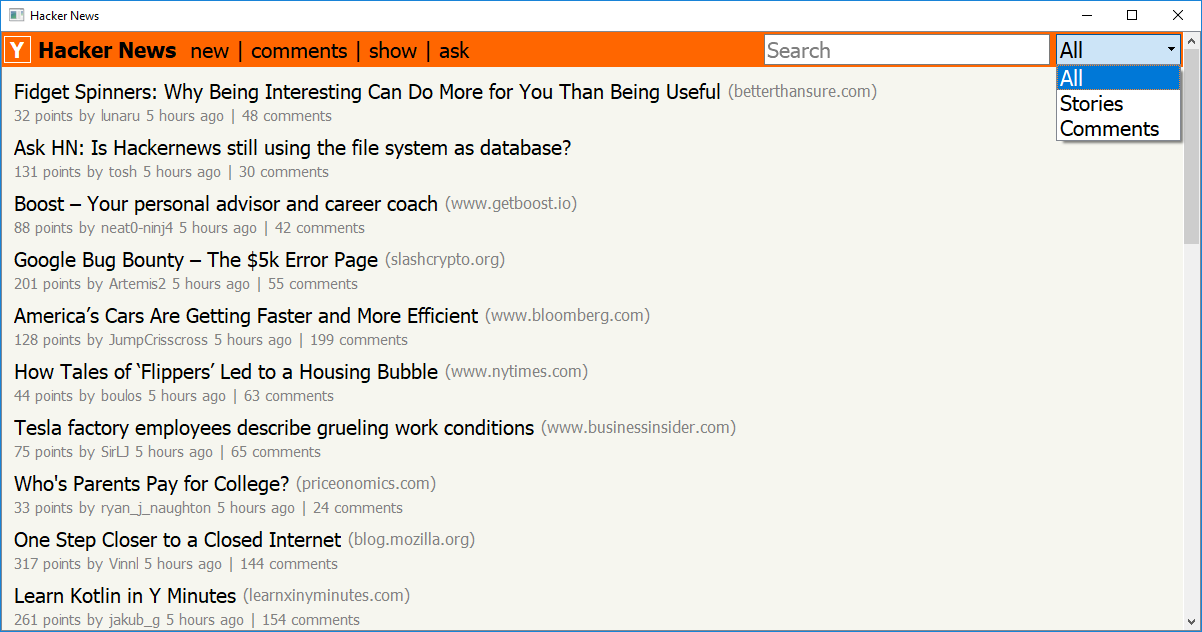 Hacker News
Y Hacker News new | comments | show | ask Search All
All
Stories
Comments
Fidget Spinners: Why Being Interesting Can Do More for You Than Being Useful (betterthansure.com)
32 points by lunaru 5 hours ago | 48 comments
Ask HN: Is Hackernews still using the file system as database?
131 points by tosh 5 hours ago | 30 comments
Boost – Your personal advisor and career coach (www.getboost.io)
88 points by neat0-ninj4 5 hours ago | 42 comments
Google Bug Bounty – The $5k Error Page (slashcrypto.org)
201 points by Artemis2 5 hours ago | 55 comments
America’s Cars Are Getting Faster and More Efficient (www.bloomberg.com)
128 points by JumpCrisscross 5 hours ago | 199 comments
How Tales of ‘Flippers’ Led to a Housing Bubble (www.nytimes.com)
44 points by boulos 5 hours ago | 63 comments
Tesla factory employees describe grueling work conditions (www.businessinsider.com)
75 points by SirLJ 5 hours ago | 65 comments
Who's Parents Pay for College? (priceonomics.com)
33 points by ryan_j_naughton 5 hours ago | 24 comments
One Step Closer to a Closed Internet (blog.mozilla.org)
317 points by Vinnl 5 hours ago | 144 comments
Learn Kotlin in Y Minutes (learnxinyminutes.com)
261 points by jakub_g 5 hours ago | 154 comments